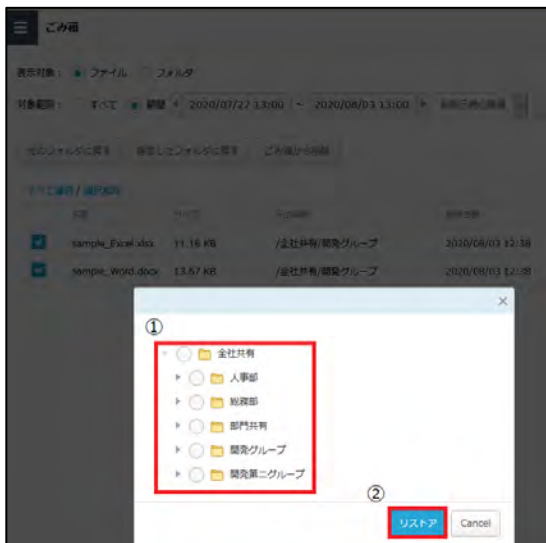 ごみ箱
表示対象： ファイル フォルダ
対象範囲： すべて 期間 2020/07/27 13:00 ～ 2020/08/03 13:00
元のフォルダに戻す 指定したフォルダに戻す ごみ箱から削除
すべて選択 / 選択解除
名前 サイズ
sample_Excel.xlsx 11.16 KB /全社共有/開発グループ 2020/08/03 12:38
sample_Word.docx 13.57 KB /全社共有/開発グループ 2020/08/03 12:38
×
①
全社共有
人事部
総務部
部門共有
開発グループ
開発第二グループ
②
リストア Cancel